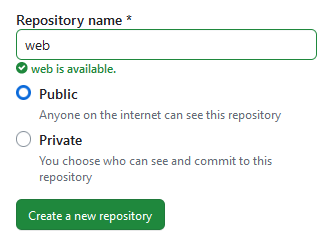 Repository name *
web
web is available.
Public
Anyone on the internet can see this repository
Private
You choose who can see and commit to this
repository
Create a new repository